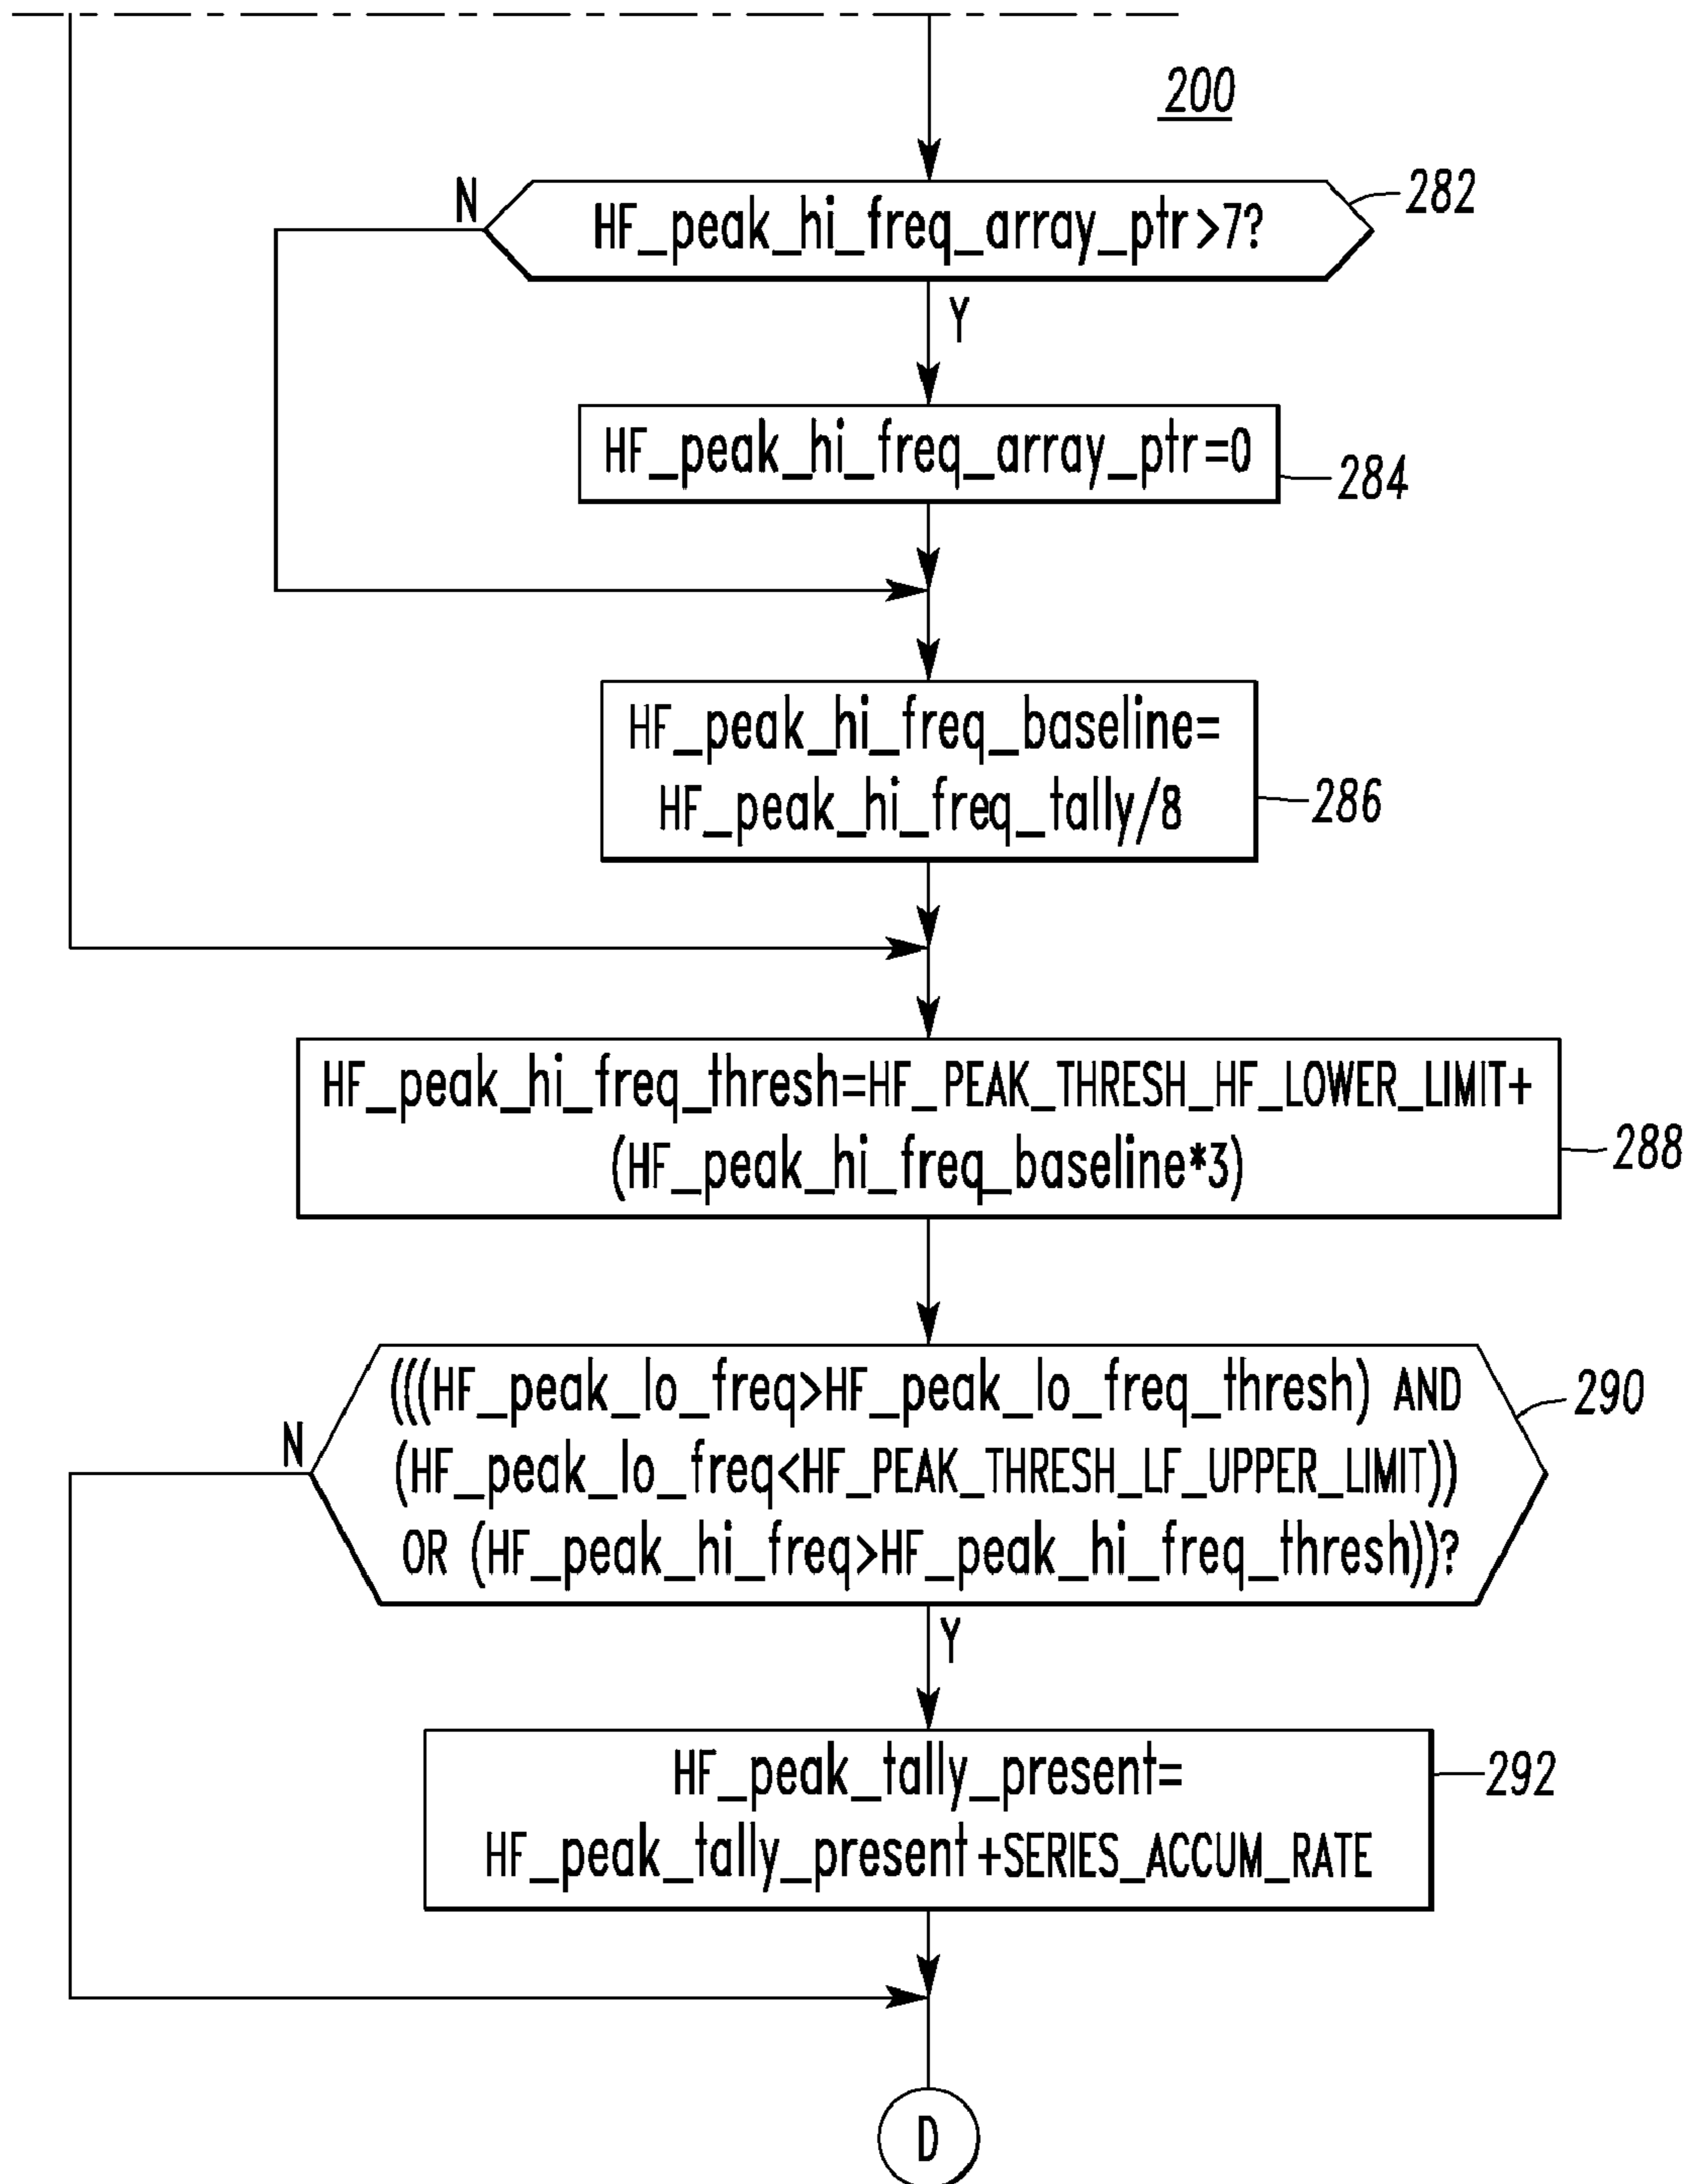 200
N
HF_peak_hi_freq_array_ptr>7?
282
Y
HF_peak_hi_freq_array_ptr=0
284
HF_peak_hi_freq_baseline=
HF_peak_hi_freq_tally/8
286
HF_peak_hi_freq_thresh=HF_PEAK_THRESH_HF_LOWER_LIMIT+
(HF_peak_hi_freq_baseline*3)
288
N
(((HF_peak_lo_freq>HF_peak_lo_freq_thresh) AND
(HF_peak_lo_freq<HF_PEAK_THRESH_LF_UPPER_LIMIT))
OR (HF_peak_hi_freq>HF_peak_hi_freq_thresh))?
290
Y
HF_peak_tally_present=
HF_peak_tally_present+SERIES_ACCUM_RATE
292
D